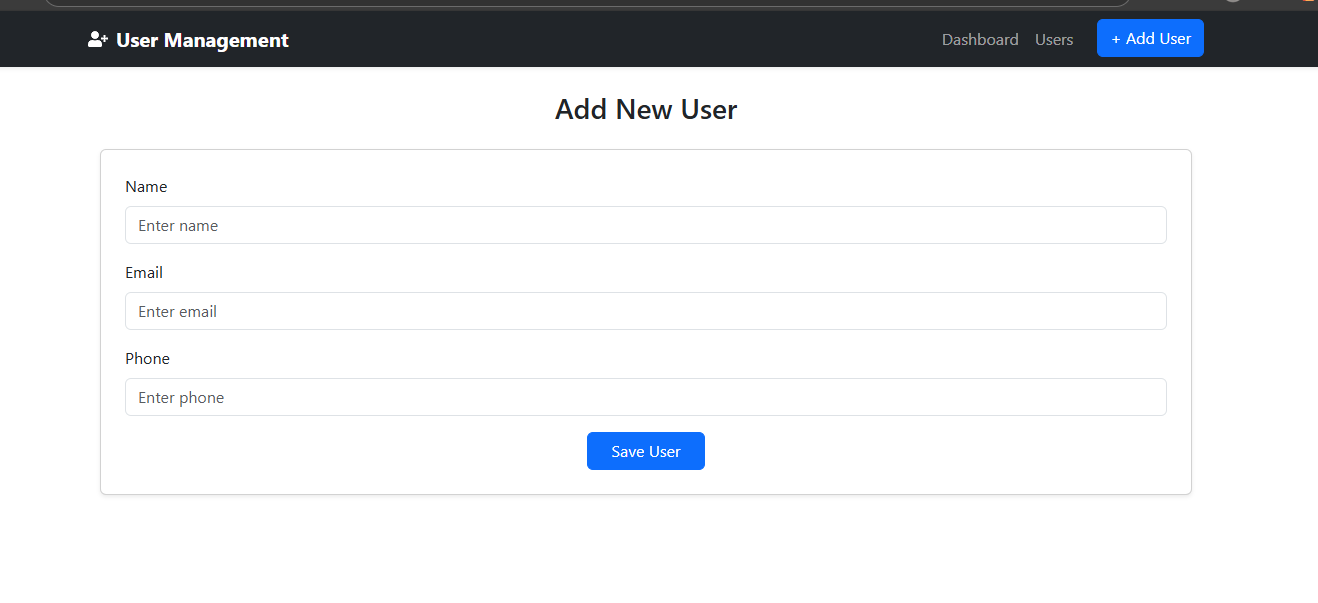 User Management
Dashboard Users + Add User
Add New User
Name
Enter name
Email
Enter email
Phone
Enter phone
Save User